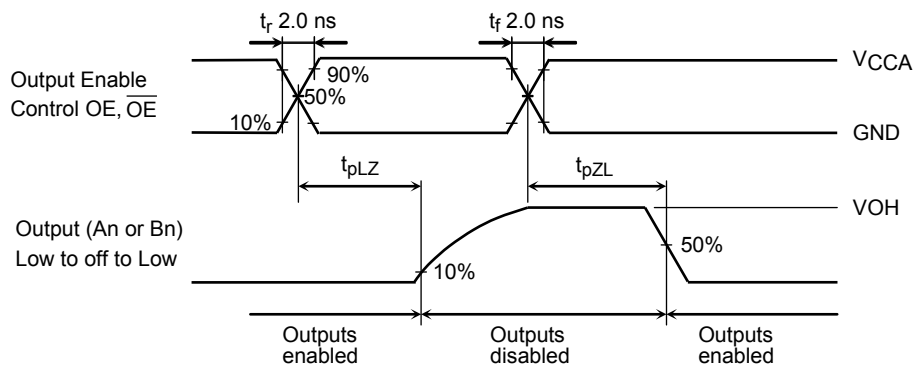 tr 2.0 ns
tf 2.0 ns
VCCA
Output Enable
Control OE, OE
90%
50%
10%
GND
tpLZ
tpZL
VOH
Output (An or Bn)
Low to off to Low
50%
10%
Outputs
enabled
Outputs
disabled
Outputs
enabled